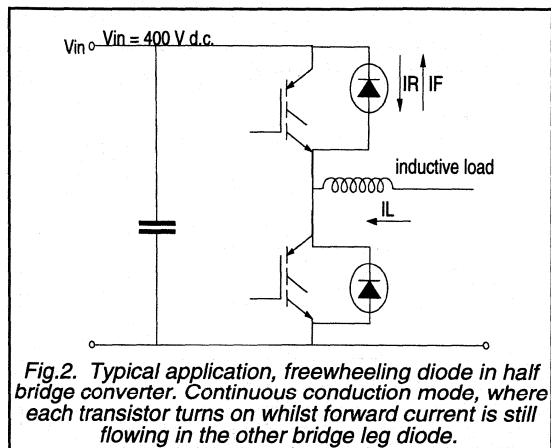 Vin
Vin = 400 V d.c.
IR
IF
inductive load
IL
Fig.2. Typical application, freewheeling diode in half
bridge converter. Continuous conduction mode, where
each transistor turns on whilst forward current is still
flowing in the other bridge leg diode.